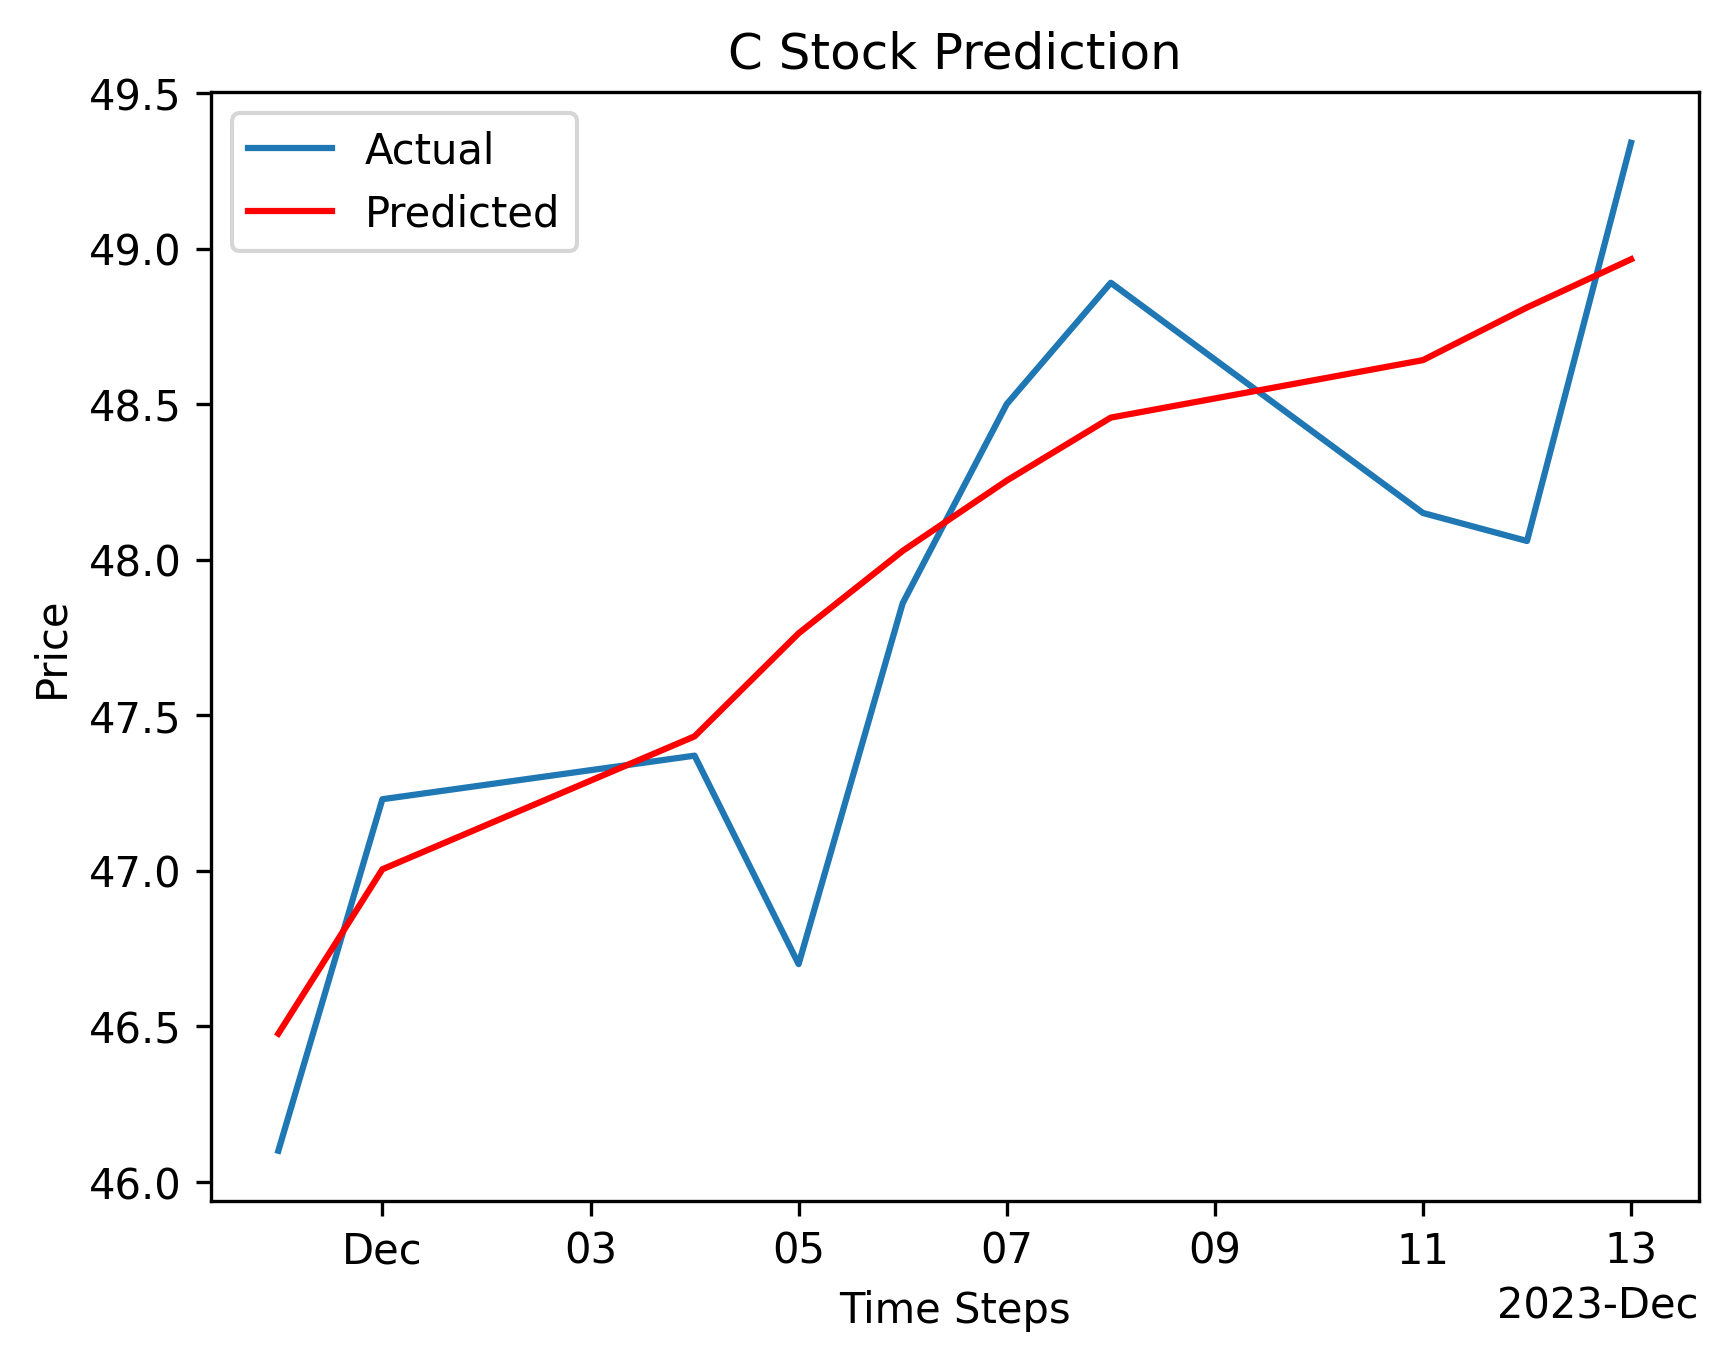 C Stock Prediction
Actual
Predicted
49.5
49.0
48.5
48.0
47.5
47.0
46.5
46.0
Price
Dec 03 05 07 09 11 13
2023-Dec
Time Steps